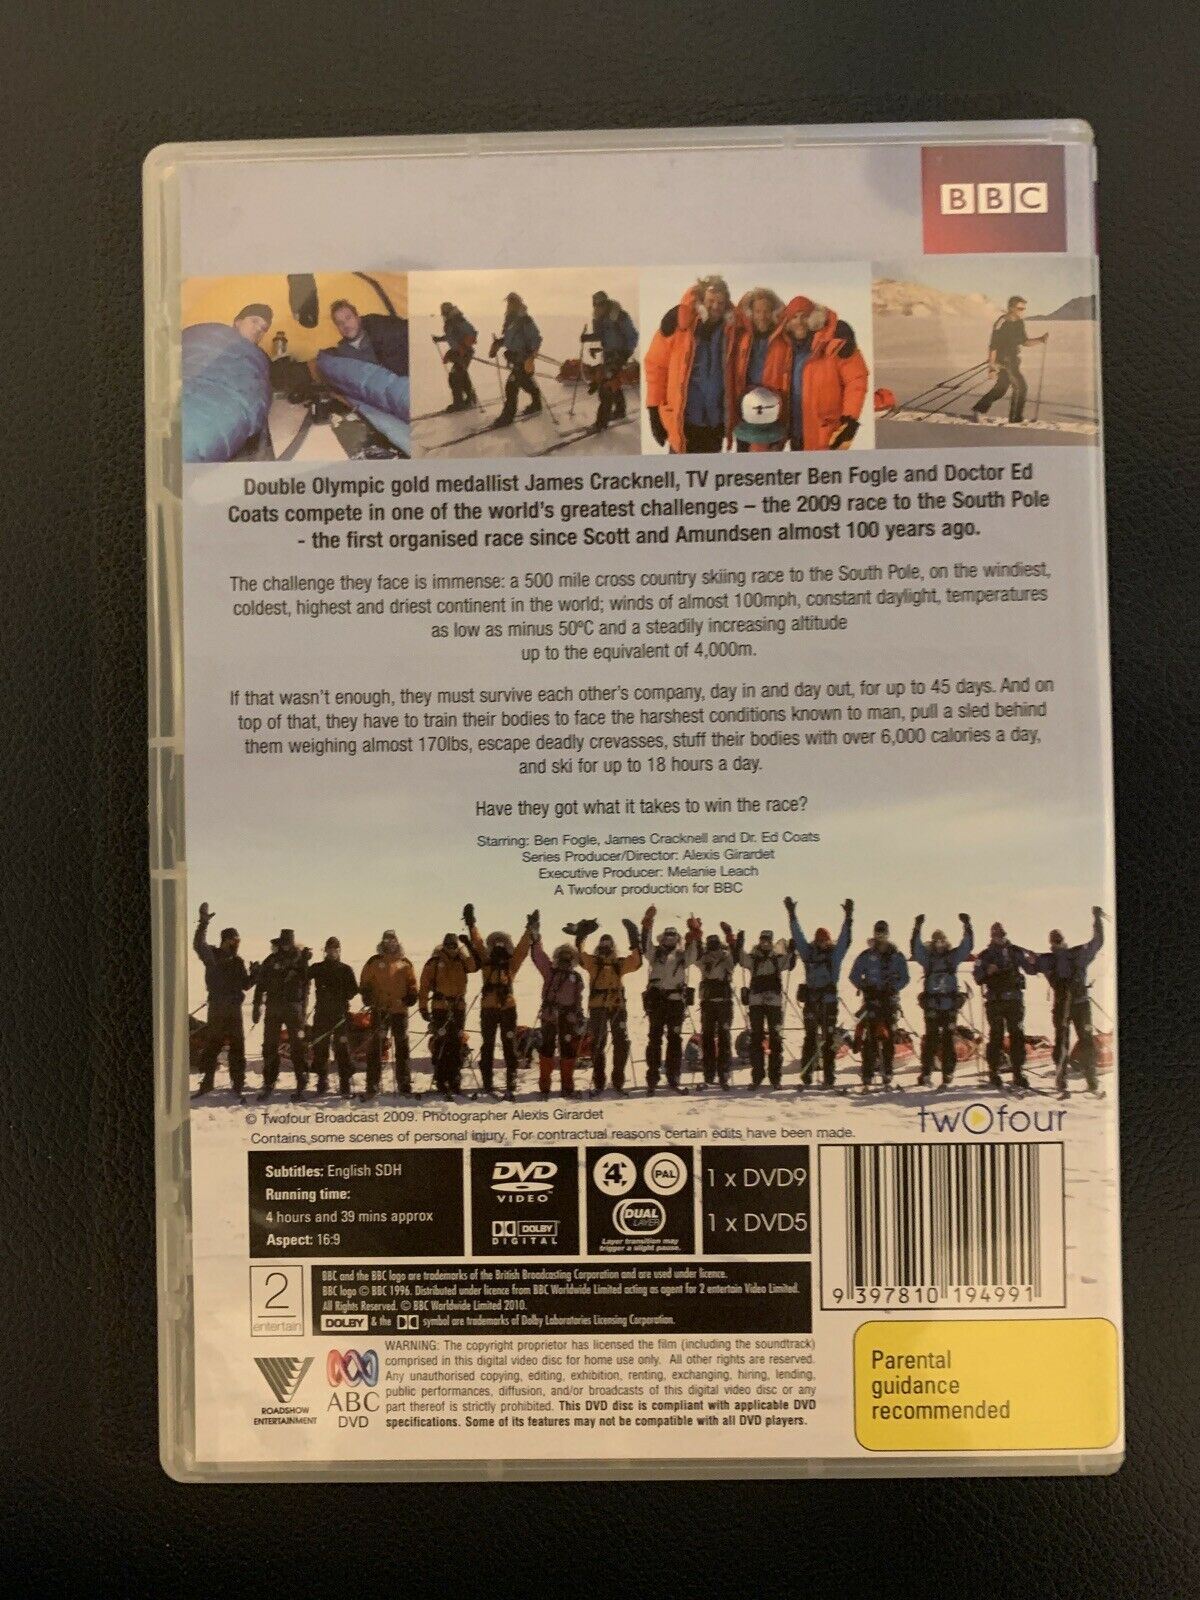 BBC
Double Olympic gold medallist James Cracknell, TV presenter Ben Fogle and Doctor Ed
Coats compete in one of the world's greatest challenges – the 2009 race to the South Pole
- the first organised race since Scott and Amundsen almost 100 years ago.
The challenge they face is immense: a 500 mile cross country skiing race to the South Pole, on the windiest,
coldest, highest and driest continent in the world; winds of almost 100mph, constant daylight, temperatures
as low as minus 50ºC and a steadily increasing altitude
up to the equivalent of 4,000m.
If that wasn't enough, they must survive each other's company, day in and day out, for up to 45 days. And on
top of that, they have to train their bodies to face the harshest conditions known to man, pull a sled behind
them weighing almost 170lbs, escape deadly crevasses, stuff their bodies with over 6,000 calories a day,
and ski for up to 18 hours a day.
Have they got what it takes to win the race?
Starring: Ben Fogle, James Cracknell and Dr. Ed Coats
Series Producer/Director: Alexis Girardet
Executive Producer: Melanie Leach
A Twofour production for BBC
© Twofour Broadcast 2009. Photographer Alexis Girardet
Contains some scenes of personal injury. For contractual reasons certain edits have been made.
twofour
Subtitles: English SDH
Running time:
4 hours and 39 mins approx
Aspect: 16:9
DVD
VIDEO™
DOLBY
DIGITAL
4
PAL
DUAL
LAYER
Layer transition may
trigger a slight pause.
1 x DVD9
1 x DVD5
9 397810 194991
2
entertain
BBC and the BBC logo are trademarks of the British Broadcasting Corporation and are used under licence.
BBC logo © BBC 1996. Distributed under licence from BBC Worldwide Limited acting as agent for 2 entertain Video Limited.
All Rights Reserved. © BBC Worldwide Limited 2010.
DOLBY & the symbol are trademarks of Dolby Laboratories Licensing Corporation.
ROADSHOW
ENTERTAINMENT
ABC
DVD
WARNING: The copyright proprietor has licensed the film (including the soundtrack)
comprised in this digital video disc for home use only. All other rights are reserved.
Any unauthorised copying, editing, exhibition, renting, exchanging, hiring, lending,
public performances, diffusion, and/or broadcasts of this digital video disc or any
part thereof is strictly prohibited. This DVD disc is compliant with applicable DVD
specifications. Some of its features may not be compatible with all DVD players.
Parental
guidance
recommended